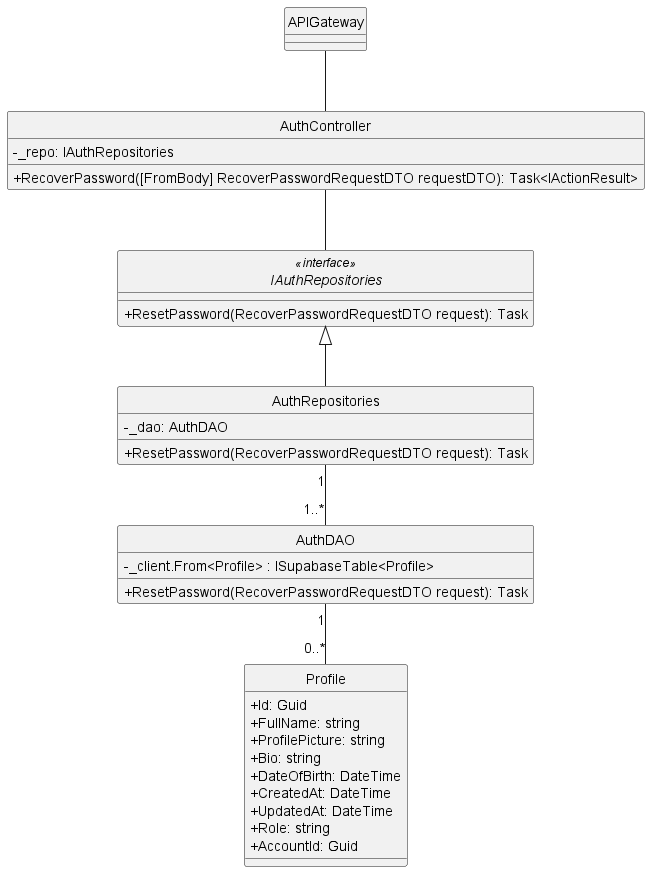 APIGateway
AuthController
-_repo: IAuthRepositories
+RecoverPassword([FromBody] RecoverPasswordRequestDTO requestDTO): Task<IActionResult>
«interface»
IAuthRepositories
+ResetPassword(RecoverPasswordRequestDTO request): Task
AuthRepositories
-_dao: AuthDAO
+ResetPassword(RecoverPasswordRequestDTO request): Task
1
1..*
AuthDAO
-_client.From<Profile> : ISupabaseTable<Profile>
+ResetPassword(RecoverPasswordRequestDTO request): Task
1
0..*
Profile
+Id: Guid
+FullName: string
+ProfilePicture: string
+Bio: string
+DateOfBirth: DateTime
+CreatedAt: DateTime
+UpdatedAt: DateTime
+Role: string
+AccountId: Guid